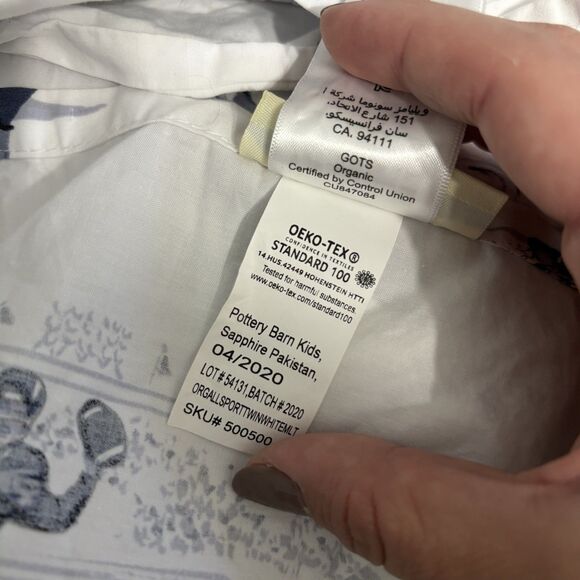 ويليامز سونوما شركة ا
151 شارع الاتحاد،
سان فرانسيسكو،
CA. 94111
GOTS
Organic
Certified by Control Union
CU847084
OEKO-TEX®
CONFIDENCE IN TEXTILES
STANDARD 100
14.HUS.42449 HOHENSTEIN HTTI
Tested for harmful substances.
www.oeko-tex.com/standard100
Pottery Barn Kids,
Sapphire Pakistan,
04/2020
LOT#54131,BATCH#2020
ORGALLSPORTTWINWHITEMLT
SKU# 500500